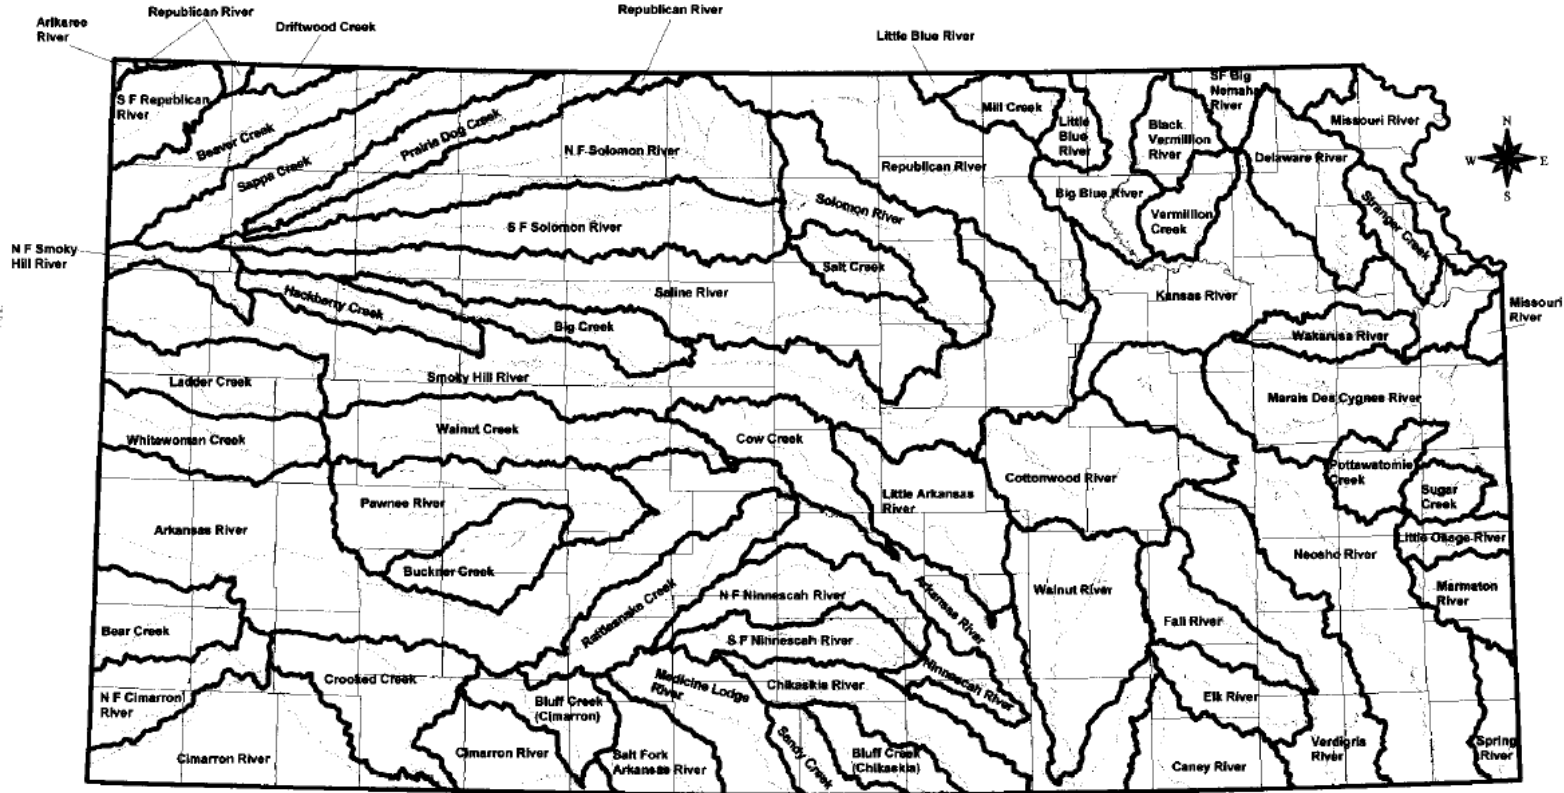 Republican River
Republican River
Arikaree
River
Driftwood Creek
Little Blue River
S F Republican
River
Beaver Creek
Sappa Creek
Prairie Dog Creek
N F Solomon River
Republican River
Mill Creek
Little
Blue
River
Black
Vermillion
River
SF Big
Nemaha
River
Missouri River
Delaware River
N
W
E
S
Big Blue River
Vermillion
Creek
Stranger Creek
Solomon River
S F Solomon River
N F Smoky
Hill River
Salt Creek
Hackberry Creek
Saline River
Big Creek
Kansas River
Missouri
River
Wakarusa River
Ladder Creek
Smoky Hill River
Marais Des Cygnes River
Whitewoman Creek
Walnut Creek
Cow Creek
Cottonwood River
Pottawatomie
Creek
Sugar
Creek
Little Arkansas
River
Pawnee River
Arkansas River
Buckner Creek
Little Osage River
Neosho River
Marmaton
River
Rattlesnake Creek
N F Ninnescah River
Arkansas River
Walnut River
Fall River
Bear Creek
S F Ninnescah River
Ninnescah River
Crooked Creek
Medicine Lodge
River
Chikaskia River
Elk River
N F Cimarron
River
Bluff Creek
(Cimarron)
Cimarron River
Cimarron River
Salt Fork
Arkansas River
Sandy Creek
Bluff Creek
(Chikaskia)
Caney River
Verdigris
River
Spring
River